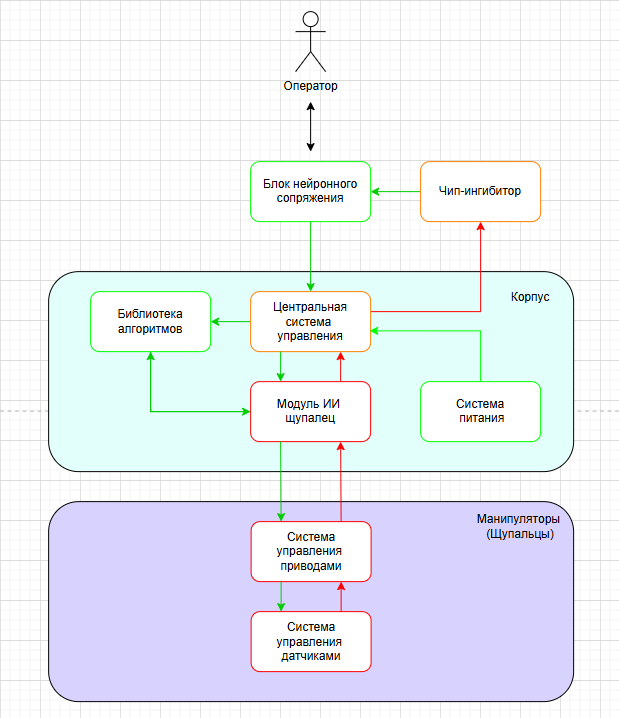 Оператор
Блок нейронного
сопряжения
Чип-ингибитор
Корпус
Библиотека
алгоритмов
Центральная
система
управления
Модуль ИИ
щупалец
Система
питания
Манипуляторы
(Щупальцы)
Система
управления
приводами
Система
управления
датчиками